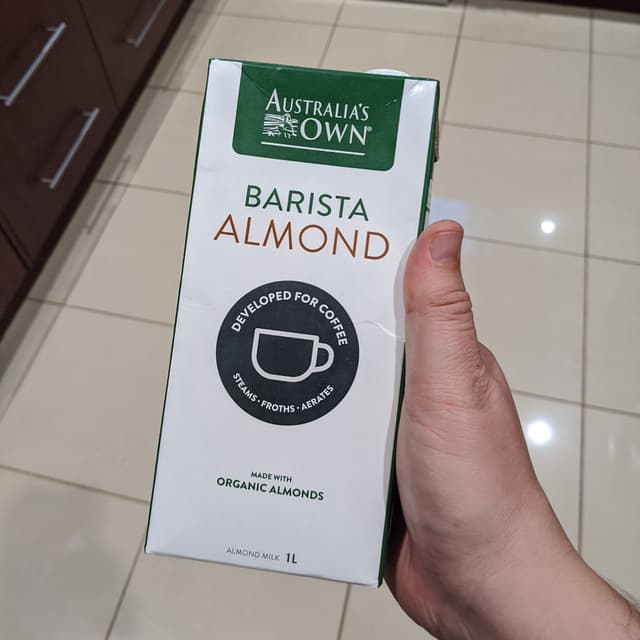 AUSTRALIA'S
OWN®
BARISTA
ALMOND
DEVELOPED FOR COFFEE
STEAMS • FROTHS • AERATES
MADE WITH
ORGANIC ALMONDS
ALMOND MILK 1L